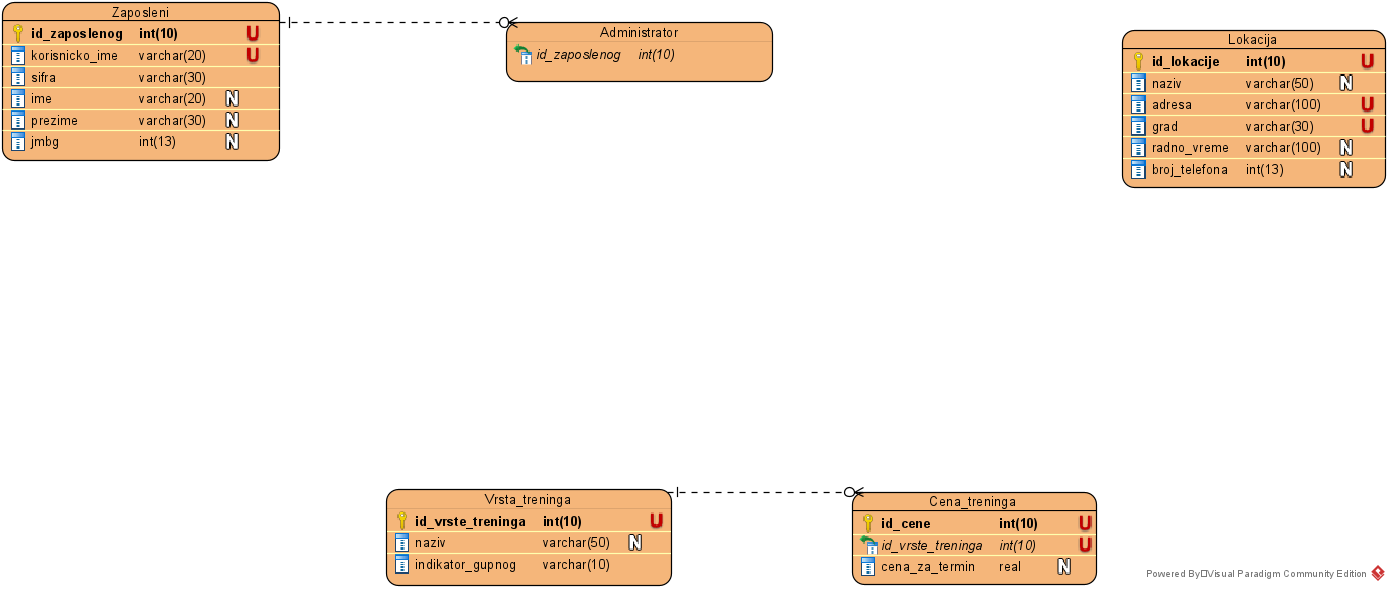 Zaposleni
id_zaposlenog int(10) U
korisnicko_ime varchar(20) U
sifra varchar(30)
ime varchar(20) N
prezime varchar(30) N
jmbg int(13) N
Administrator
id_zaposlenog int(10)
Lokacija
id_lokacije int(10) U
naziv varchar(50) N
adresa varchar(100) U
grad varchar(30) U
radno_vreme varchar(100) N
broj_telefona int(13) N
Vrsta_treninga
id_vrste_treninga int(10) U
naziv varchar(50) N
indikator_gupnog varchar(10)
Cena_treninga
id_cene int(10) U
id_vrste_treninga int(10) U
cena_za_termin real N
Powered By Visual Paradigm Community Edition